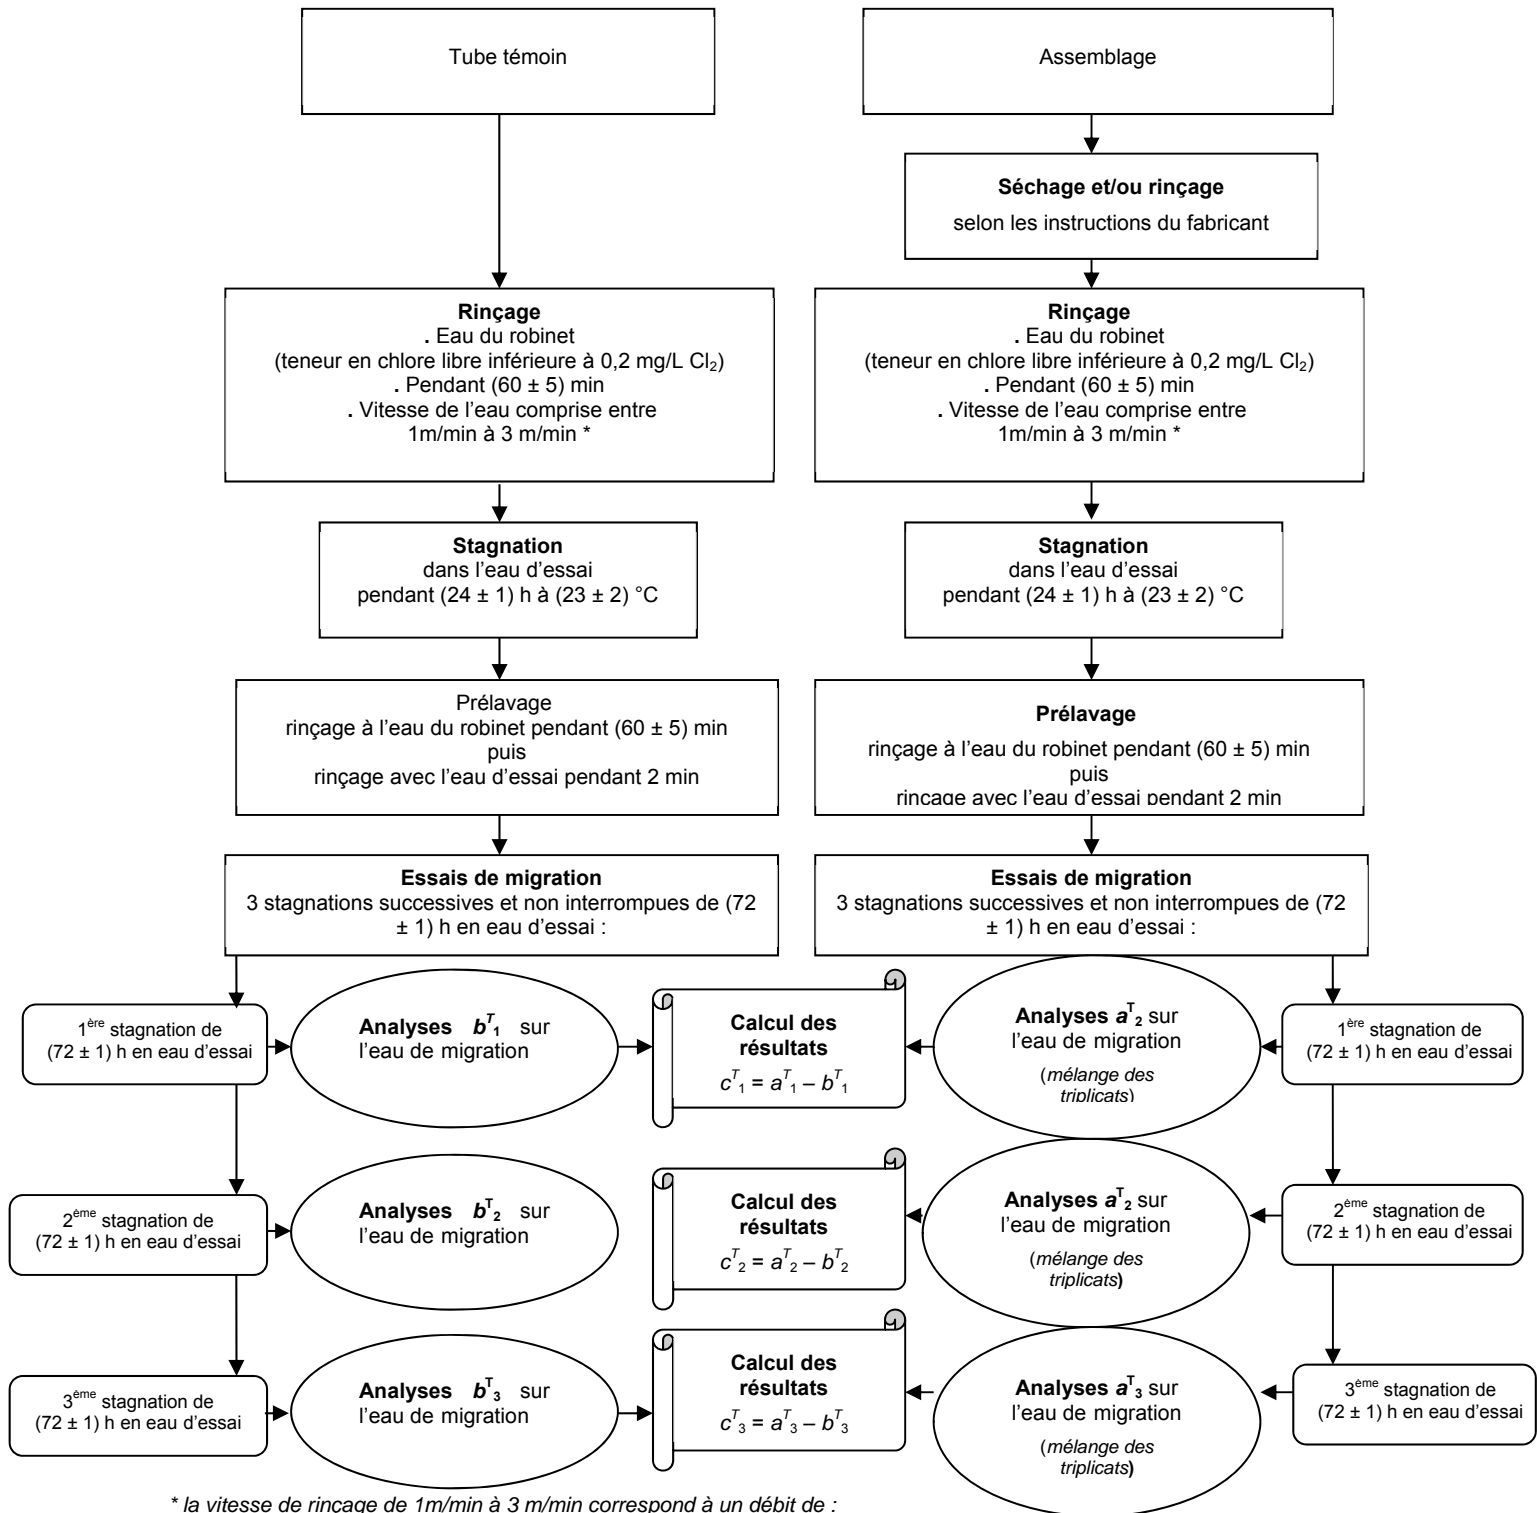 Tube témoin
Assemblage
Séchage et/ou rinçage
selon les instructions du fabricant
Rinçage
. Eau du robinet
(teneur en chlore libre inférieure à 0,2 mg/L Cl₂)
. Pendant (60 ± 5) min
. Vitesse de l'eau comprise entre
1m/min à 3 m/min *
Rinçage
. Eau du robinet
(teneur en chlore libre inférieure à 0,2 mg/L Cl₂)
. Pendant (60 ± 5) min
. Vitesse de l'eau comprise entre
1m/min à 3 m/min *
Stagnation
dans l'eau d'essai
pendant (24 ± 1) h à (23 ± 2) °C
Stagnation
dans l'eau d'essai
pendant (24 ± 1) h à (23 ± 2) °C
Prélavage
rinçage à l'eau du robinet pendant (60 ± 5) min
puis
rinçage avec l'eau d'essai pendant 2 min
Prélavage
rinçage à l'eau du robinet pendant (60 ± 5) min
puis
rinçage avec l'eau d'essai pendant 2 min
Essais de migration
3 stagnations successives et non interrompues de (72
± 1) h en eau d'essai :
Essais de migration
3 stagnations successives et non interrompues de (72
± 1) h en eau d'essai :
1ère stagnation de
(72 ± 1) h en eau d'essai
Analyses bᵀ₁ sur
l'eau de migration
Calcul des
résultats
cᵀ₁ = aᵀ₁ – bᵀ₁
Analyses aᵀ₂ sur
l'eau de migration
(mélange des
triplicats)
1ère stagnation de
(72 ± 1) h en eau d'essai
2ème stagnation de
(72 ± 1) h en eau d'essai
Analyses bᵀ₂ sur
l'eau de migration
Calcul des
résultats
cᵀ₂ = aᵀ₂ – bᵀ₂
Analyses aᵀ₂ sur
l'eau de migration
(mélange des
triplicats)
2ème stagnation de
(72 ± 1) h en eau d'essai
3ème stagnation de
(72 ± 1) h en eau d'essai
Analyses bᵀ₃ sur
l'eau de migration
Calcul des
résultats
cᵀ₃ = aᵀ₃ – bᵀ₃
Analyses aᵀ₃ sur
l'eau de migration
(mélange des
triplicats)
3ème stagnation de
(72 ± 1) h en eau d'essai
* la vitesse de rinçage de 1m/min à 3 m/min correspond à un débit de :